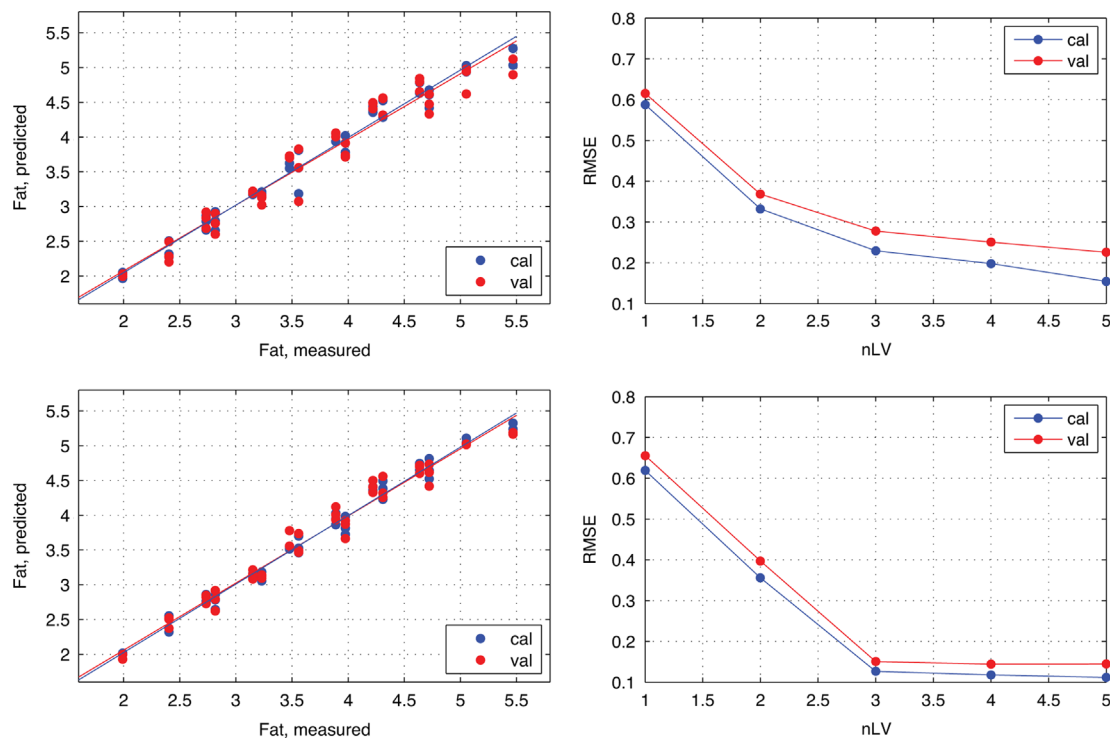 5.5
5
4.5
4
3.5
3
2.5
2
Fat, predicted
cal
val
2 2.5 3 3.5 4 4.5 5 5.5
Fat, measured
0.8
0.7
0.6
0.5
0.4
0.3
0.2
0.1
RMSE
cal
val
1 1.5 2 2.5 3 3.5 4 4.5 5
nLV
5.5
5
4.5
4
3.5
3
2.5
2
Fat, predicted
cal
val
2 2.5 3 3.5 4 4.5 5 5.5
Fat, measured
0.8
0.7
0.6
0.5
0.4
0.3
0.2
0.1
RMSE
cal
val
1 1.5 2 2.5 3 3.5 4 4.5 5
nLV